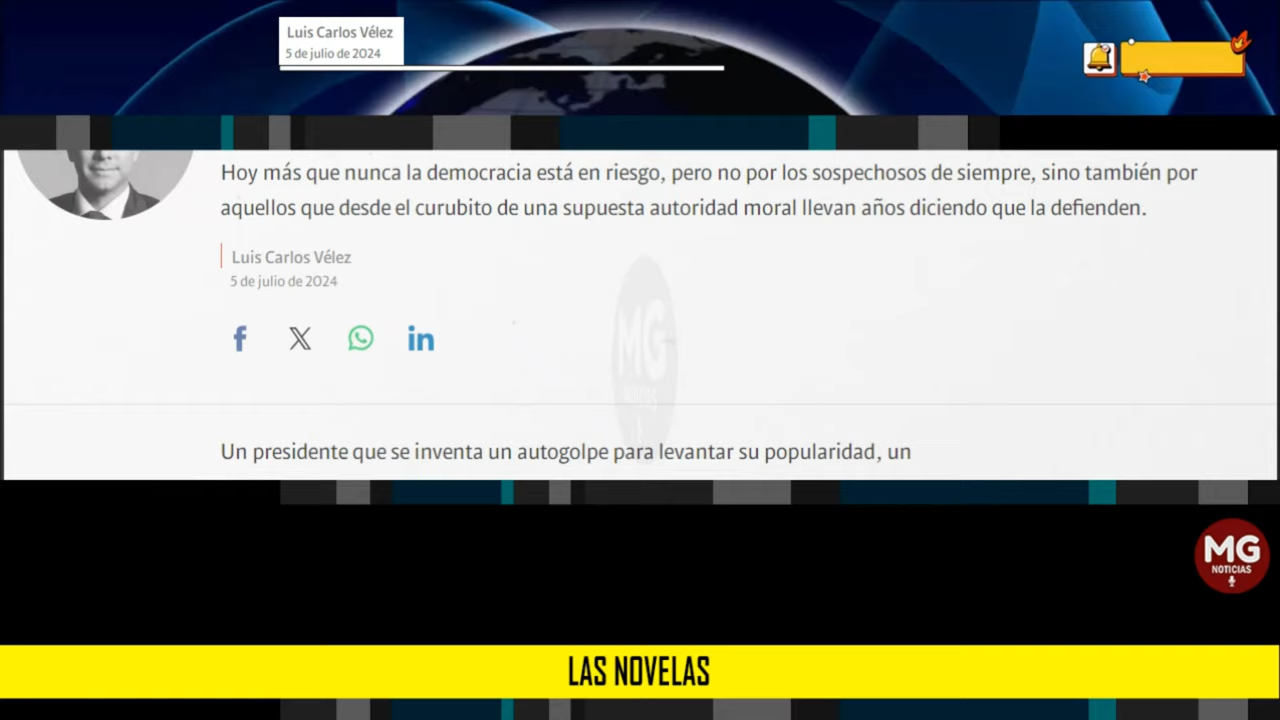 Luis Carlos Vélez
5 de julio de 2024
Hoy más que nunca la democracia está en riesgo, pero no por los sospechosos de siempre, sino también por
aquellos que desde el curubito de una supuesta autoridad moral llevan años diciendo que la defienden.
Luis Carlos Vélez
5 de julio de 2024
f X in
MG
NOTICIAS
Un presidente que se inventa un autogolpe para levantar su popularidad, un
MG
NOTICIAS
LAS NOVELAS